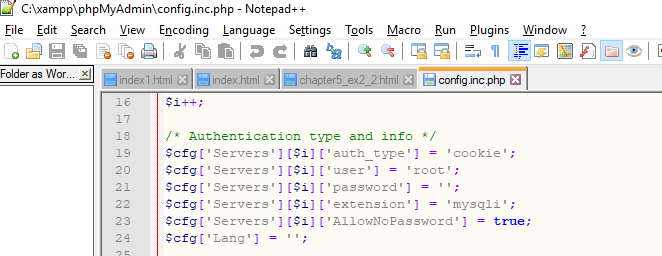 C:\xampp\phpMyAdmin\config.inc.php - Notepad++
File Edit Search View Encoding Language Settings Tools Macro Run Plugins Window ?
Folder as Wor...
index1.html index.html chapter5_ex2_2.html config.inc.php
16 $i++;
17
18 /* Authentication type and info */
19 $cfg['Servers'][$i]['auth_type'] = 'cookie';
20 $cfg['Servers'][$i]['user'] = 'root';
21 $cfg['Servers'][$i]['password'] = '';
22 $cfg['Servers'][$i]['extension'] = 'mysqli';
23 $cfg['Servers'][$i]['AllowNoPassword'] = true;
24 $cfg['Lang'] = '';
25